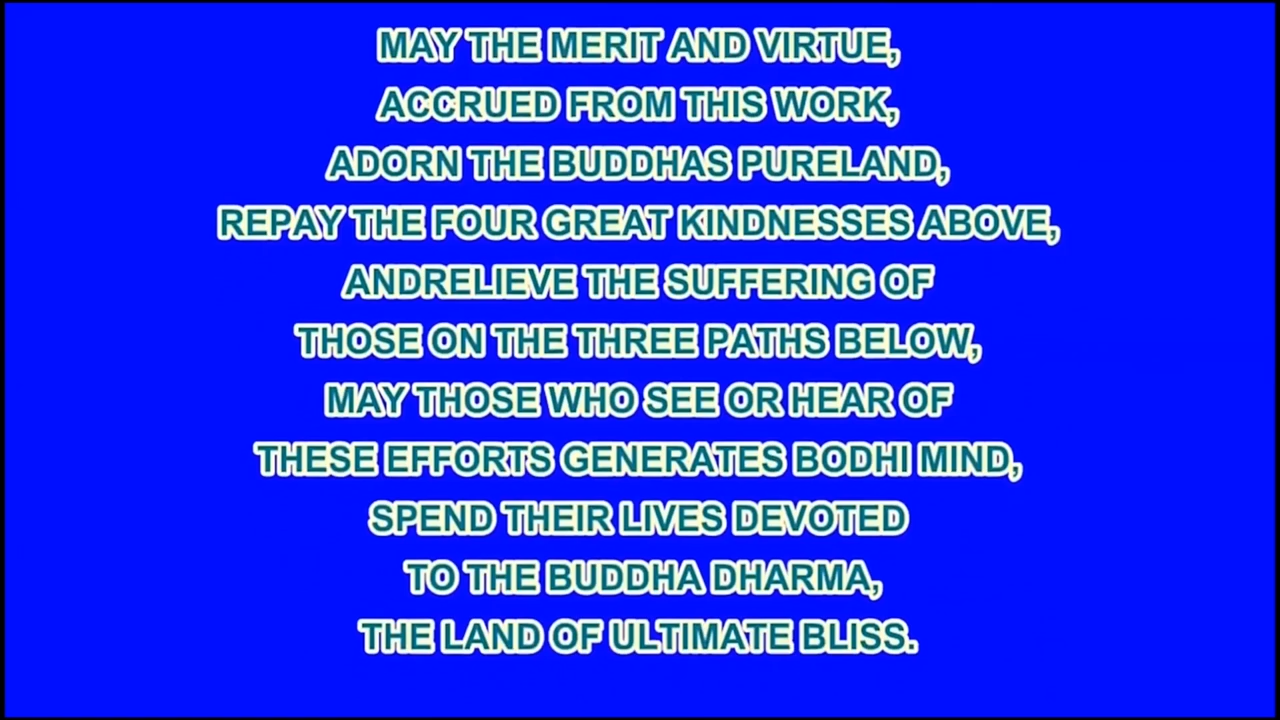 MAY THE MERIT AND VIRTUE,
ACCRUED FROM THIS WORK,
ADORN THE BUDDHAS PURELAND,
REPAY THE FOUR GREAT KINDNESSES ABOVE,
ANDRELIEVE THE SUFFERING OF
THOSE ON THE THREE PATHS BELOW,
MAY THOSE WHO SEE OR HEAR OF
THESE EFFORTS GENERATES BODHI MIND,
SPEND THEIR LIVES DEVOTED
TO THE BUDDHA DHARMA,
THE LAND OF ULTIMATE BLISS.